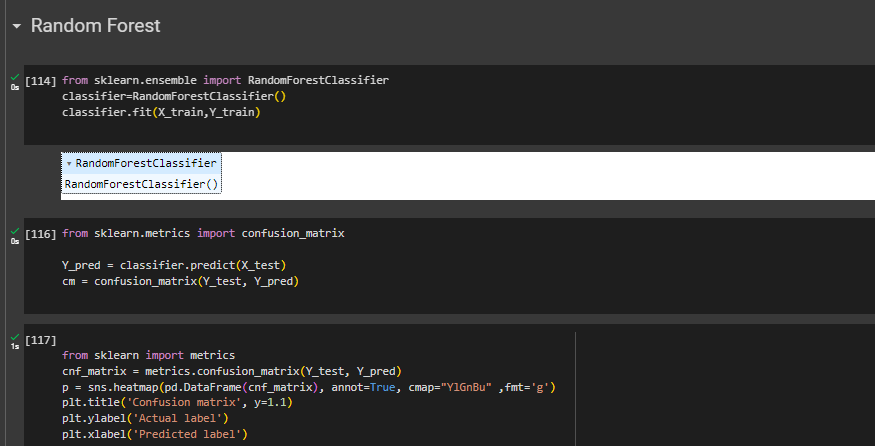 Random Forest
[114] from sklearn.ensemble import RandomForestClassifier
classifier=RandomForestClassifier()
classifier.fit(X_train,Y_train)
0s
RandomForestClassifier
RandomForestClassifier()
[116] from sklearn.metrics import confusion_matrix
0s
Y_pred = classifier.predict(X_test)
cm = confusion_matrix(Y_test, Y_pred)
[117]
1s
from sklearn import metrics
cnf_matrix = metrics.confusion_matrix(Y_test, Y_pred)
p = sns.heatmap(pd.DataFrame(cnf_matrix), annot=True, cmap="YlGnBu" ,fmt='g')
plt.title('Confusion matrix', y=1.1)
plt.ylabel('Actual label')
plt.xlabel('Predicted label')